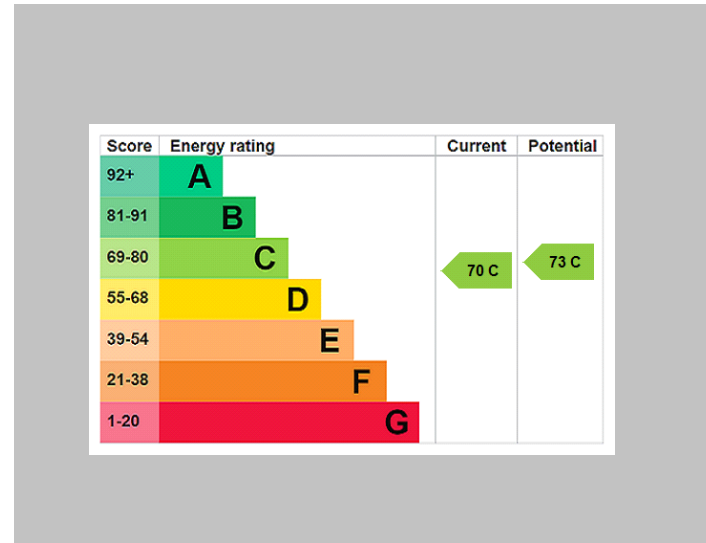 Score Energy rating Current Potential
92+ A
81-91 B
69-80 C 70 C 73 C
55-68 D
39-54 E
21-38 F
1-20 G